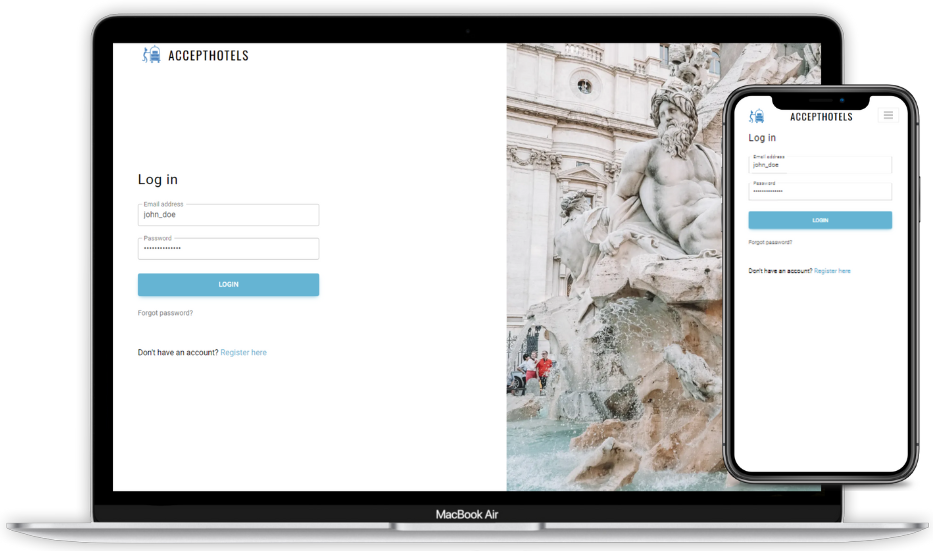 ACCEPTHOTELS
Log in
Email address
john_doe
Password
LOGIN
Forgot password?
Don't have an account? Register here
MacBook Air
ACCEPTHOTELS
Log in
Email address
john_doe
Password
LOGIN
Forgot password?
Don't have an account? Register here